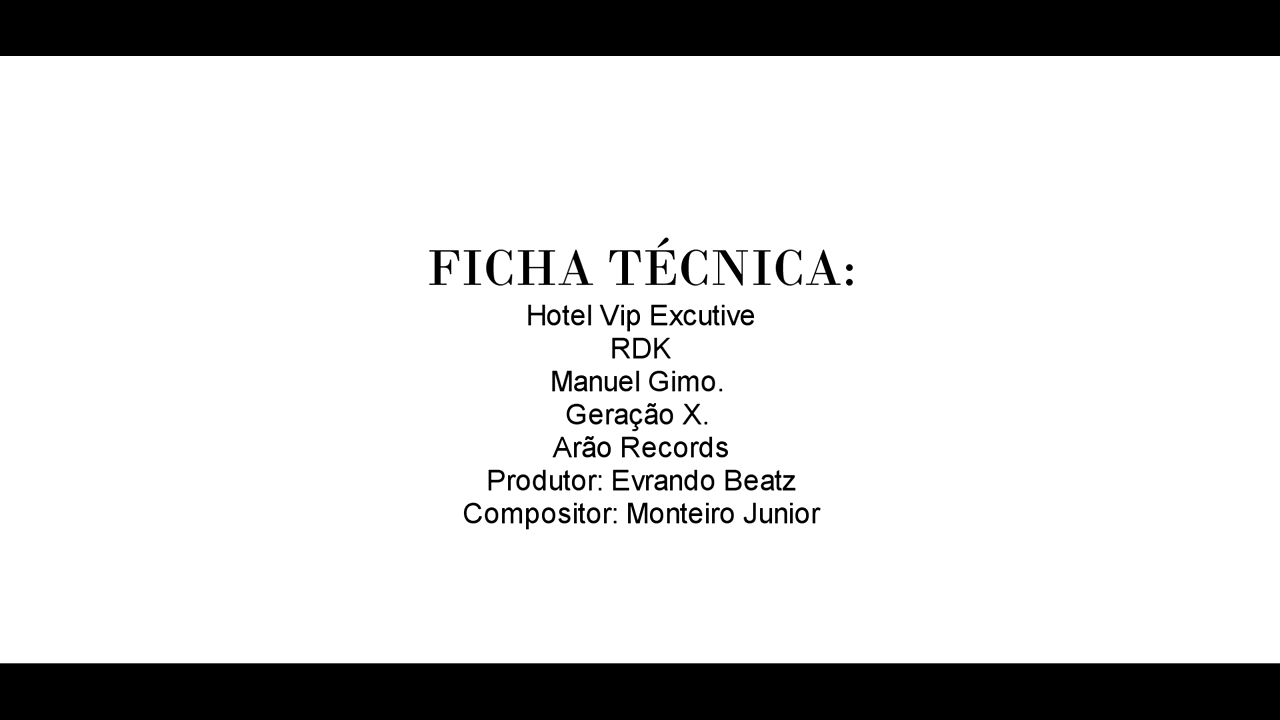 FICHA TÉCNICA:
Hotel Vip Excutive
RDK
Manuel Gimo.
Geração X.
Arão Records
Produtor: Evrando Beatz
Compositor: Monteiro Junior